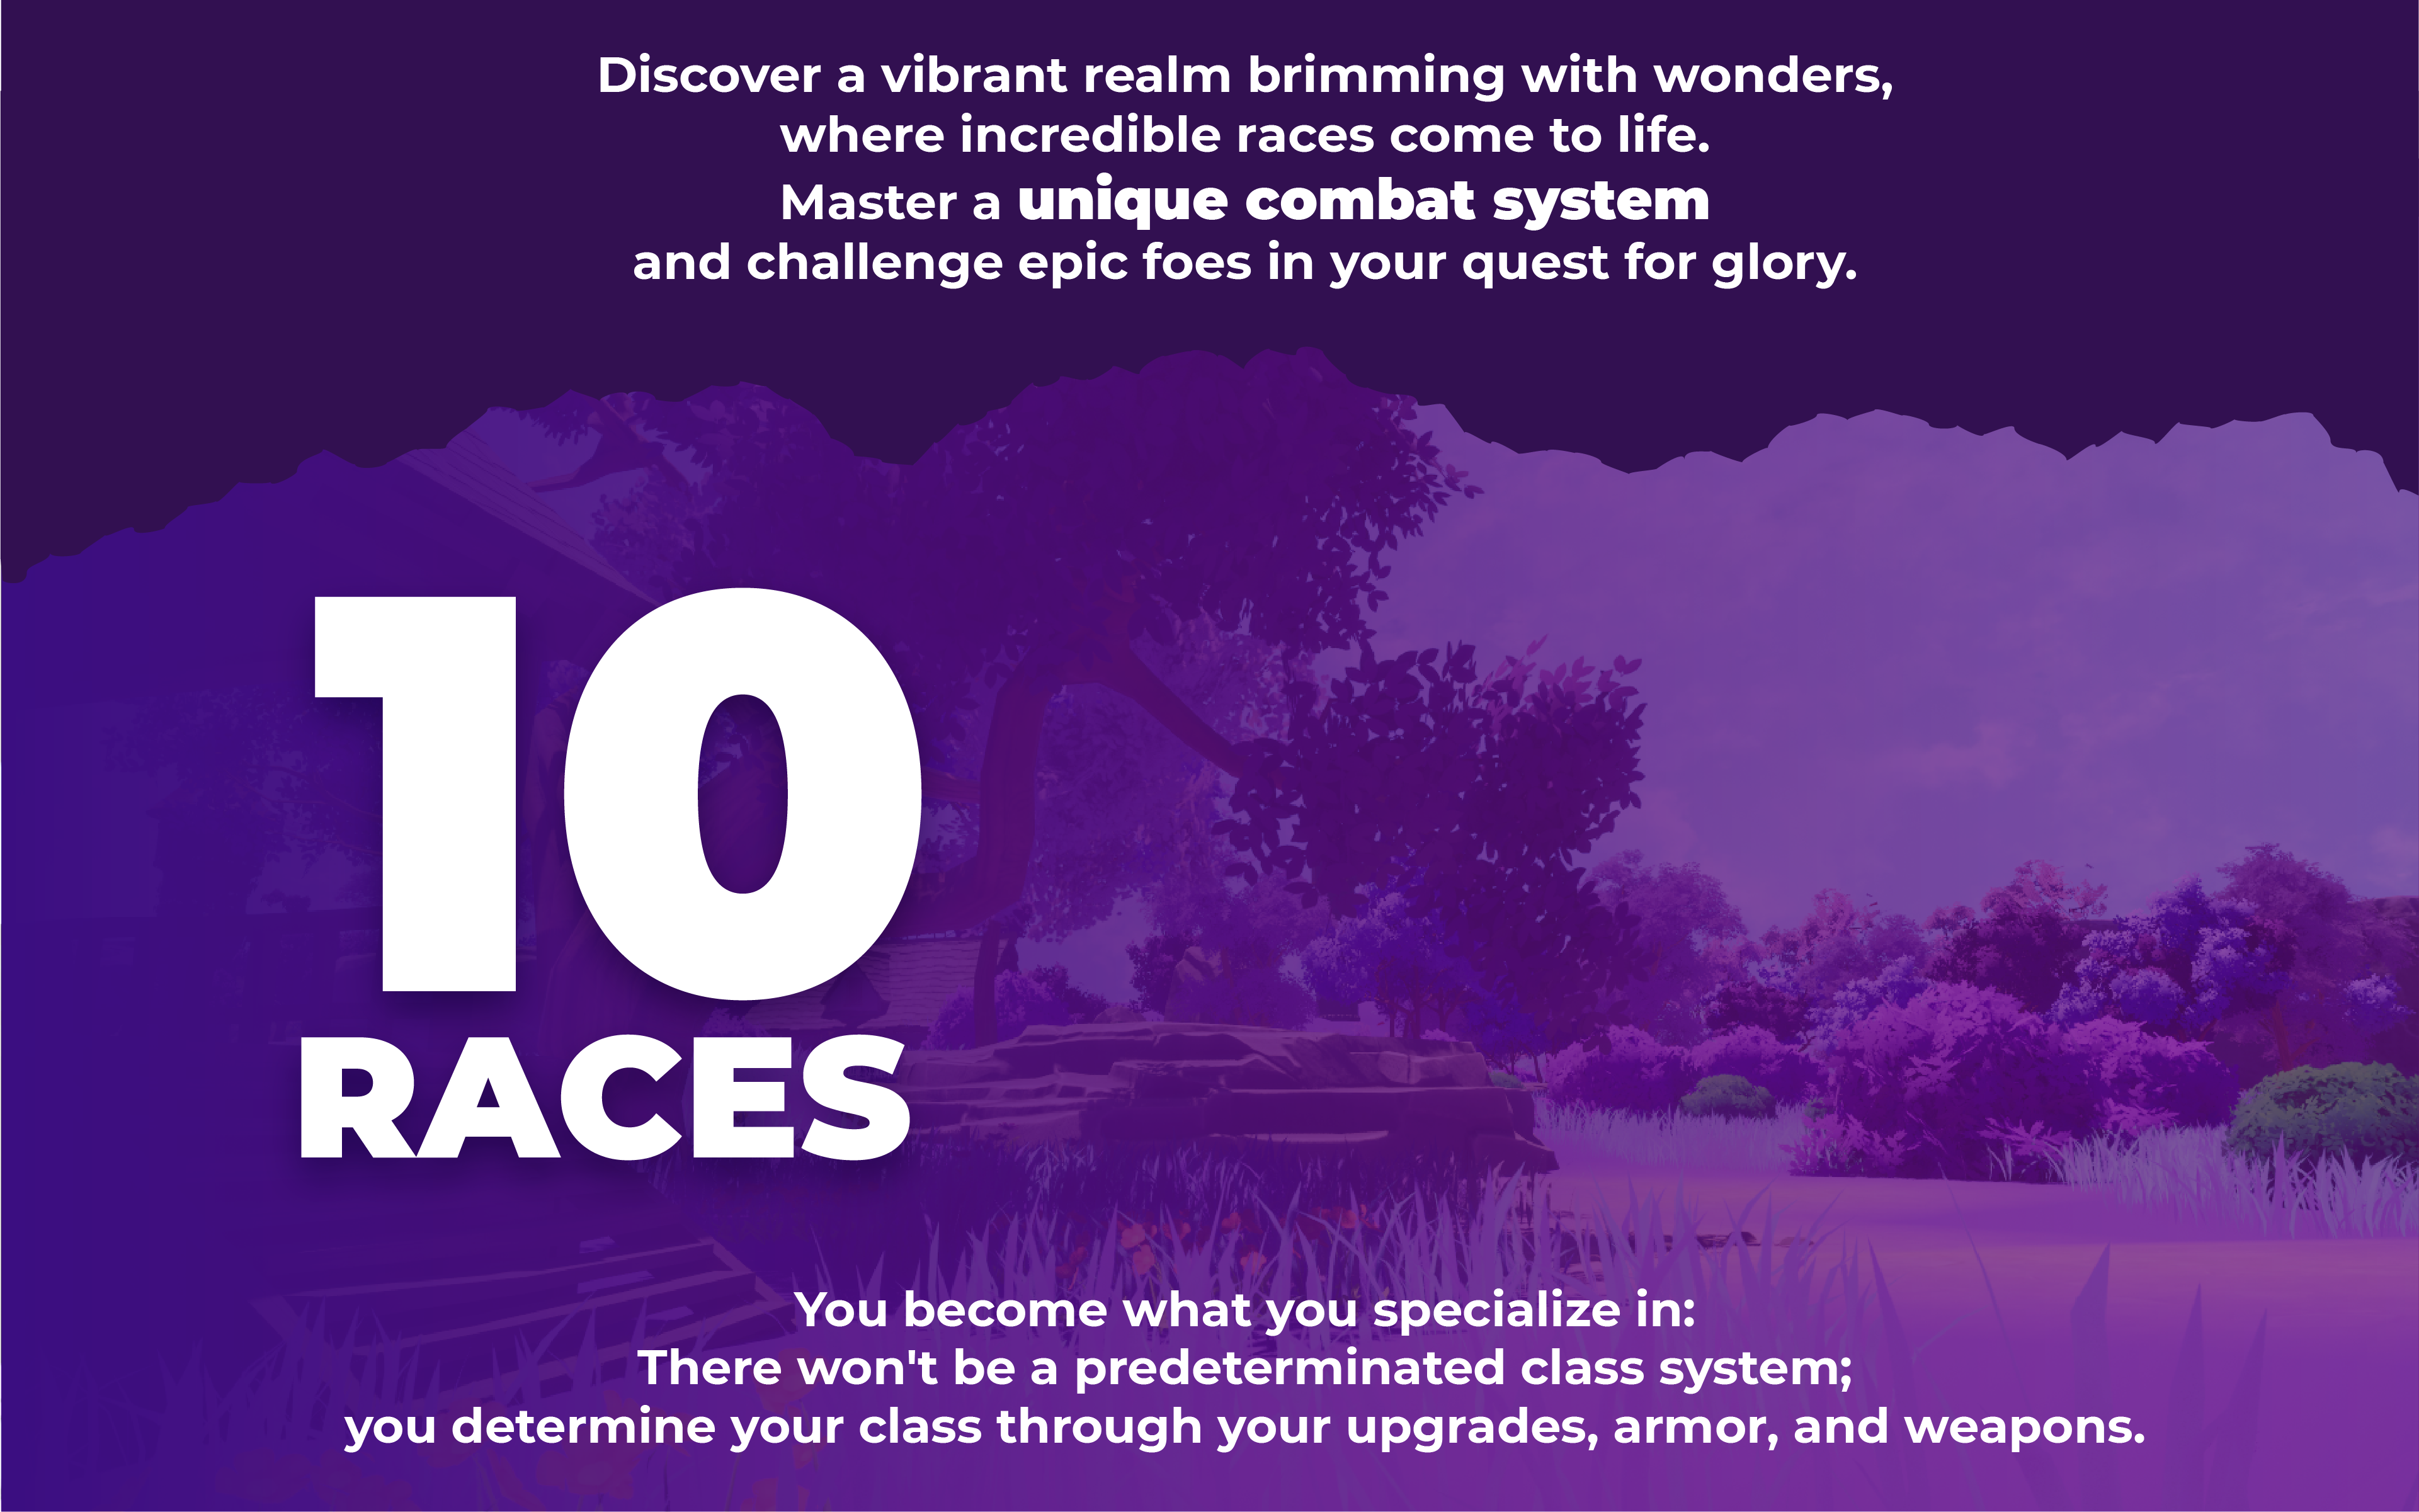 Discover a vibrant realm brimming with wonders,
where incredible races come to life.
Master a unique combat system
and challenge epic foes in your quest for glory.
10
RACES
You become what you specialize in:
There won't be a predeterminated class system;
you determine your class through your upgrades, armor, and weapons.